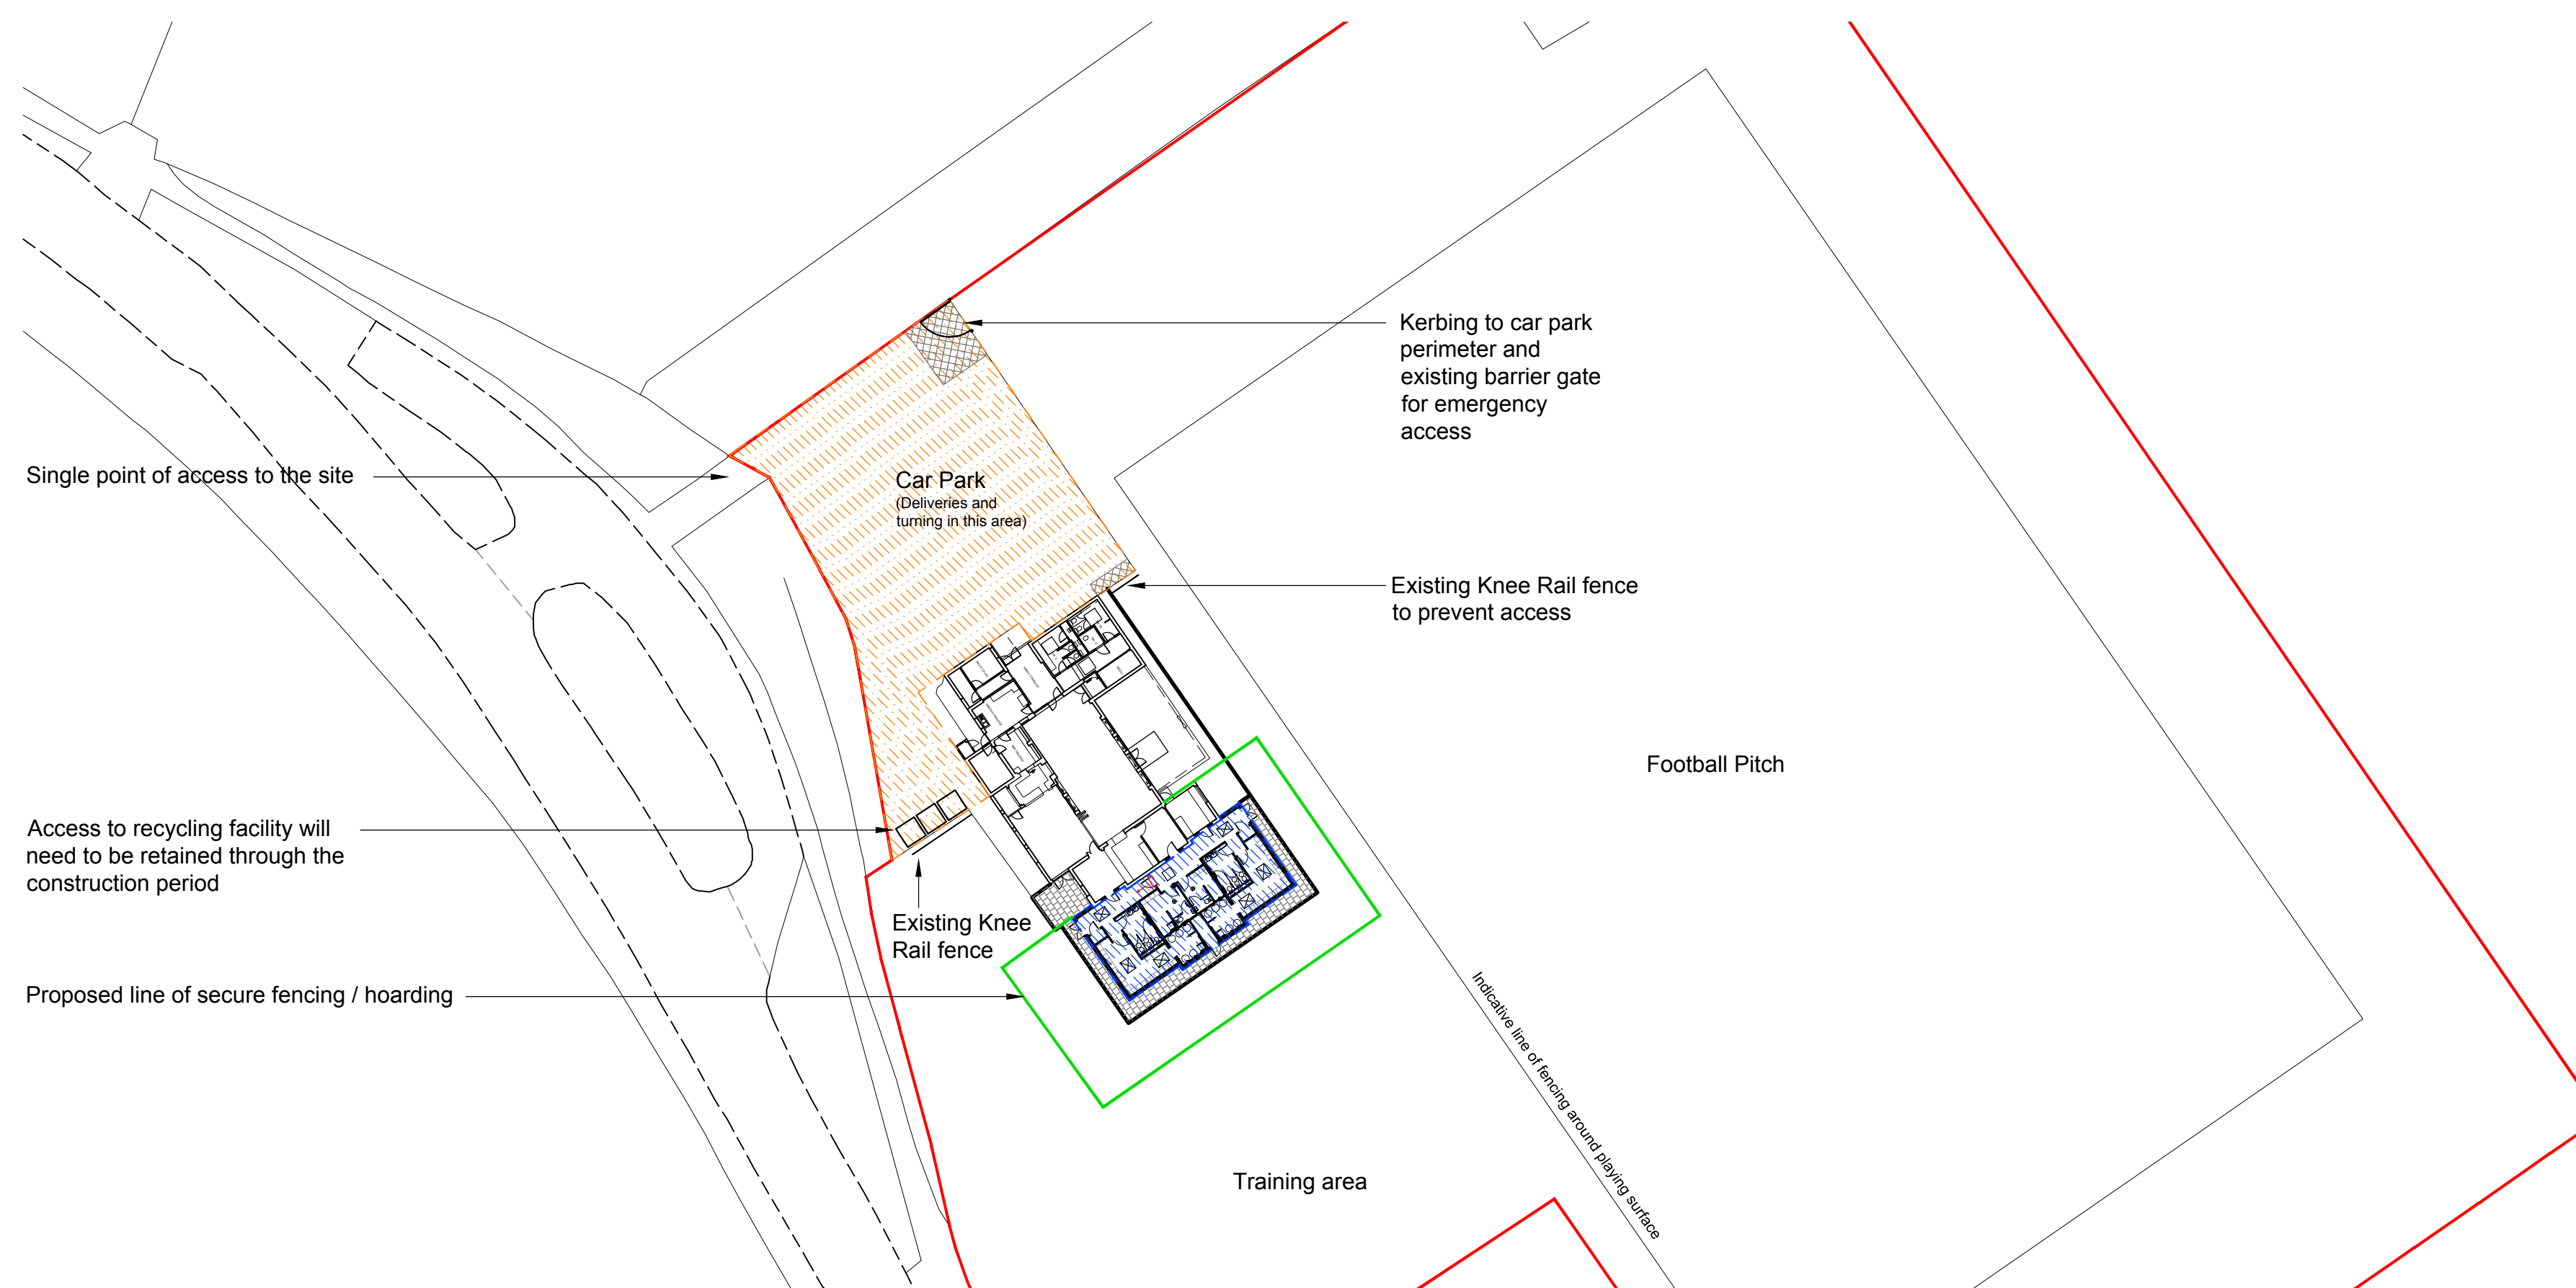 Kerbing to car park
perimeter and
existing barrier gate
for emergency
access
Single point of access to the site
Car Park
(Deliveries and
turning in this area)
Existing Knee Rail fence
to prevent access
Football Pitch
Access to recycling facility will
need to be retained through the
construction period
Existing Knee
Rail fence
Proposed line of secure fencing / hoarding
Indicative line of fencing around playing surface
Training area